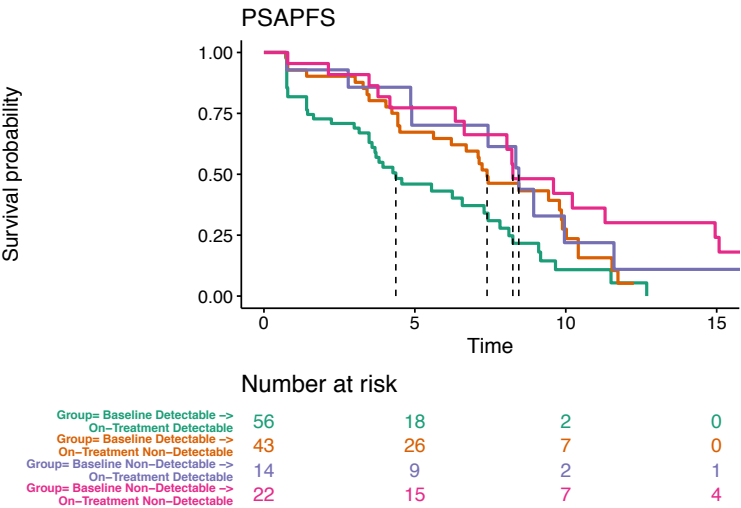 PSAPFS
Survival probability
1.00
0.75
0.50
0.25
0.00
0 5 10 15
Time
Number at risk
Group= Baseline Detectable −>
On−Treatment Detectable
56 18 2 0
Group= Baseline Detectable −>
On−Treatment Non−Detectable
43 26 7 0
Group= Baseline Non−Detectable −>
On−Treatment Detectable
14 9 2 1
Group= Baseline Non−Detectable −>
On−Treatment Non−Detectable
22 15 7 4